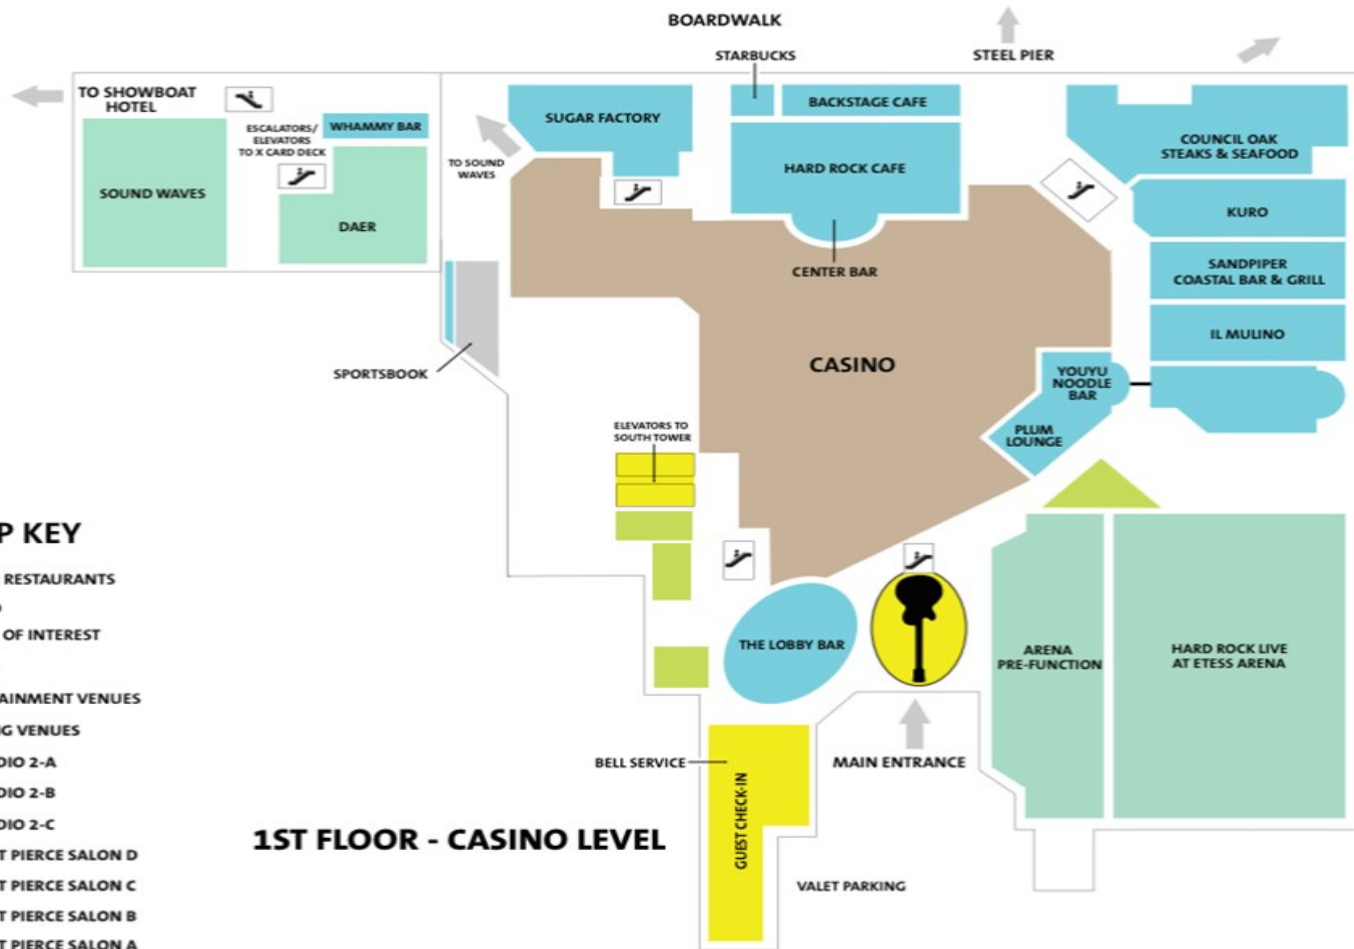 BOARDWALK
STARBUCKS
STEEL PIER
TO SHOWBOAT
HOTEL
ESCALATORS/
ELEVATORS
TO X CARD DECK
WHAMMY BAR
SOUND WAVES
DAER
TO SOUND
WAVES
SUGAR FACTORY
BACKSTAGE CAFE
HARD ROCK CAFE
CENTER BAR
COUNCIL OAK
STEAKS & SEAFOOD
KURO
SANDPIPER
COASTAL BAR & GRILL
IL MULINO
SPORTSBOOK
CASINO
YOUYU
NOODLE
BAR
PLUM
LOUNGE
ELEVATORS TO
SOUTH TOWER
P KEY
RESTAURANTS
OF INTEREST
AINMENT VENUES
G VENUES
DIO 2-A
DIO 2-B
DIO 2-C
T PIERCE SALON D
T PIERCE SALON C
T PIERCE SALON B
T PIERCE SALON A
THE LOBBY BAR
ARENA
PRE-FUNCTION
HARD ROCK LIVE
AT ETESS ARENA
BELL SERVICE
MAIN ENTRANCE
GUEST CHECK-IN
1ST FLOOR - CASINO LEVEL
VALET PARKING